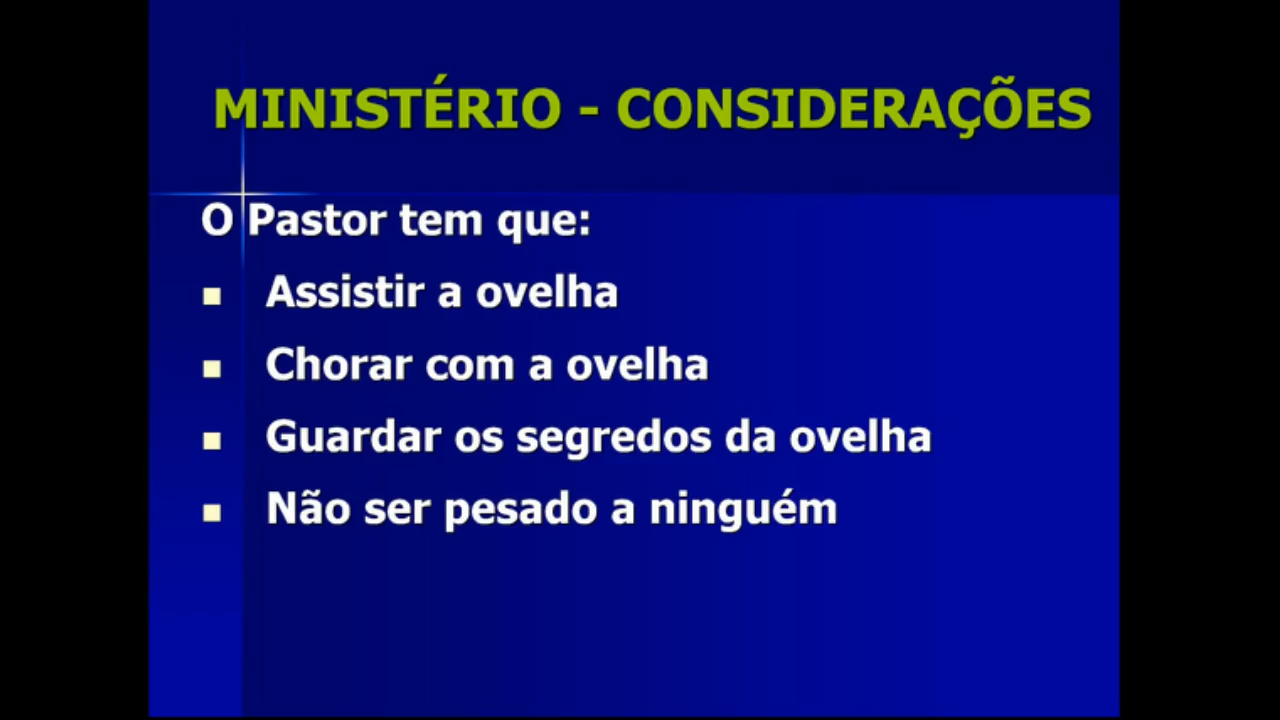 MINISTÉRIO - CONSIDERAÇÕES
O Pastor tem que:
Assistir a ovelha
Chorar com a ovelha
Guardar os segredos da ovelha
Não ser pesado a ninguém